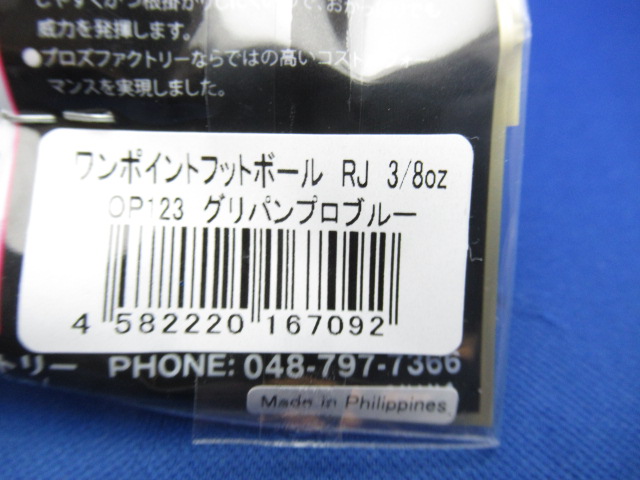 威力を発揮します。
●プロズファクトリーならではの高いコスト
マンスを実現しました。
ワンポイントフットボール RJ 3/8oz
OP123 グリパンプロブルー
4 582220 167092
トリー PHONE: 048-797-7366
Made in Philippines